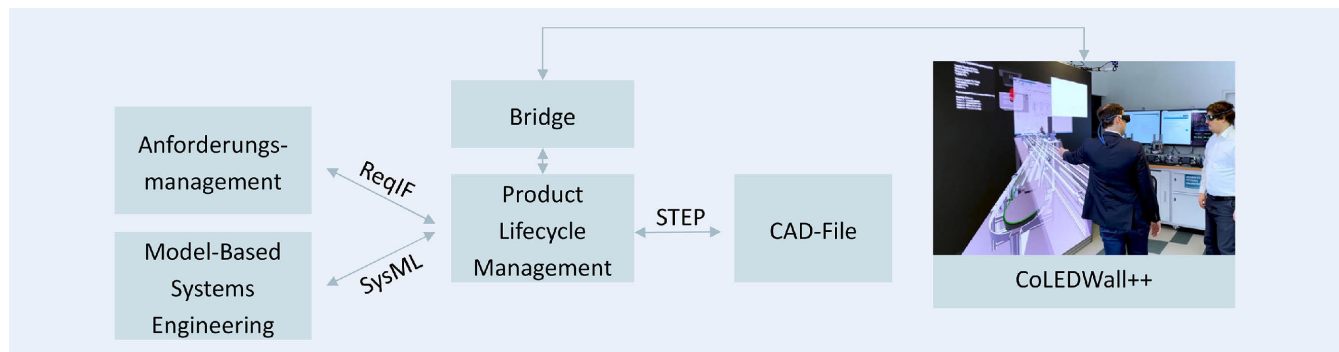 Bridge
Anforderungs-
management
ReqIF
Product
Lifecycle
Management
STEP
CAD-File
Model-Based
Systems
Engineering
SysML
CoLEDWall++